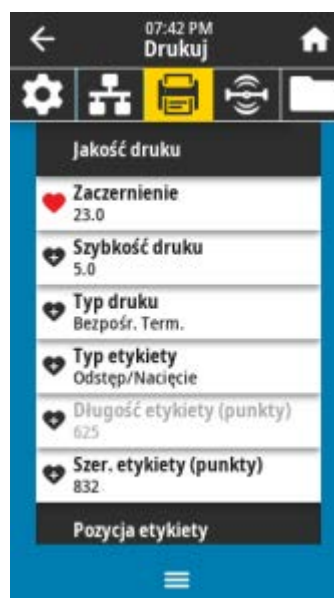 07:42 PM
Drukuj
Jakość druku
Zaczernienie
23.0
Szybkość druku
5.0
Typ druku
Bezpośr. Term.
Typ etykiety
Odstęp/Nacięcie
Długość etykiety (punkty)
625
Szer. etykiety (punkty)
832
Pozycja etykiety